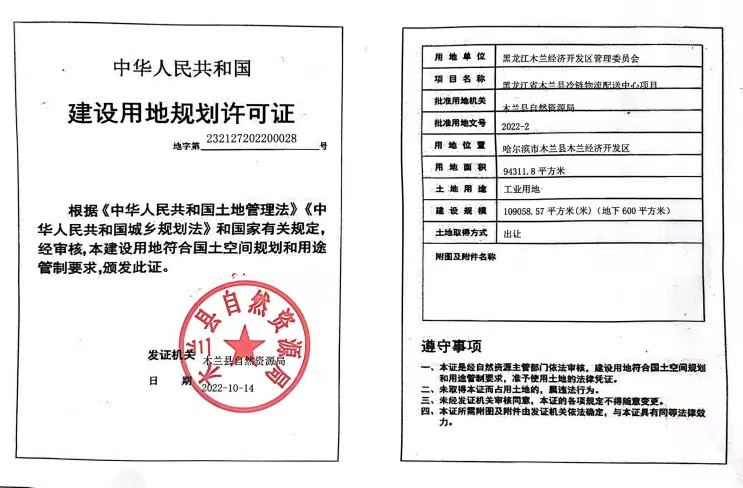 中华人民共和国
建设用地规划许可证
地字第 232127202200028 号
根据《中华人民共和国土地管理法》《中
华人民共和国城乡规划法》和国家有关规定，
经审核，本建设用地符合国土空间规划和用途
管制要求，颁发此证。
木兰县自然资源局
发证机关 木兰县自然资源局
日 期 2022-10-14
用地单位 黑龙江木兰经济开发区管理委员会
项目名称 黑龙江省木兰县冷链物流配送中心项目
批准用地机关 木兰县自然资源局
批准用地文号 2022-2
用地位置 哈尔滨市木兰县木兰经济开发区
用地面积 94311.8 平方米
土地用途 工业用地
建设规模 109058.57 平方米(米)（地下 600 平方米）
土地取得方式 出让
附图及附件名称
遵守事项
一、本证是经自然资源主管部门依法审核，建设用地符合国土空间规划
和用途管制要求，准予使用土地的法律凭证。
二、未取得本证而占用土地的，属违法行为。
三、未经发证机关审核同意，本证的各项规定不得随意变更。
四、本证所需附图及附件由发证机关依法确定，与本证具有同等法律效
力。